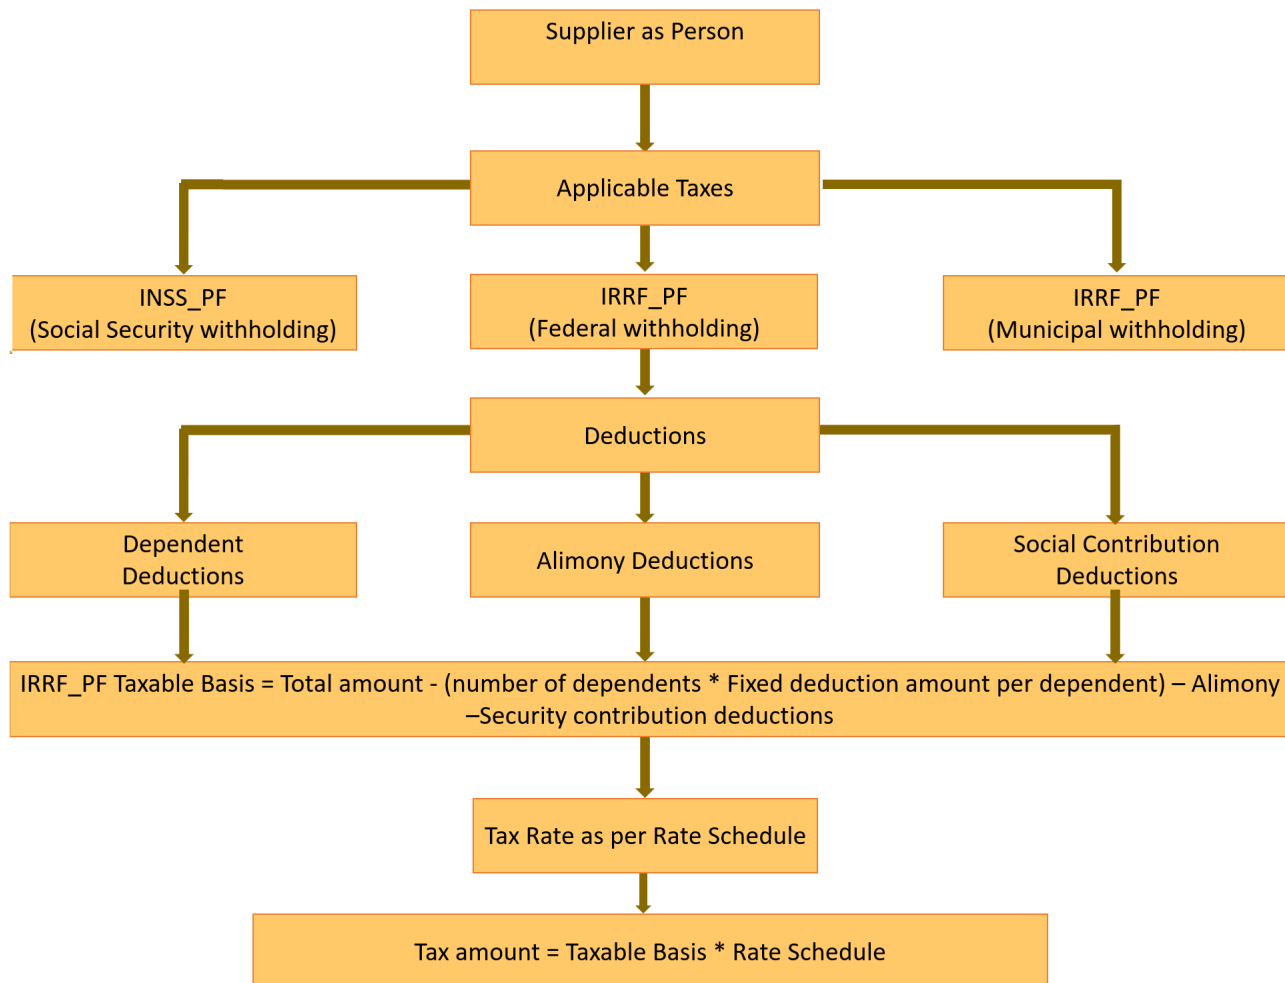 Supplier as Person
Applicable Taxes
INSS_PF
(Social Security withholding)
IRRF_PF
(Federal withholding)
IRRF_PF
(Municipal withholding)
Deductions
Dependent
Deductions
Alimony Deductions
Social Contribution
Deductions
IRRF_PF Taxable Basis = Total amount - (number of dependents * Fixed deduction amount per dependent) – Alimony
–Security contribution deductions
Tax Rate as per Rate Schedule
Tax amount = Taxable Basis * Rate Schedule